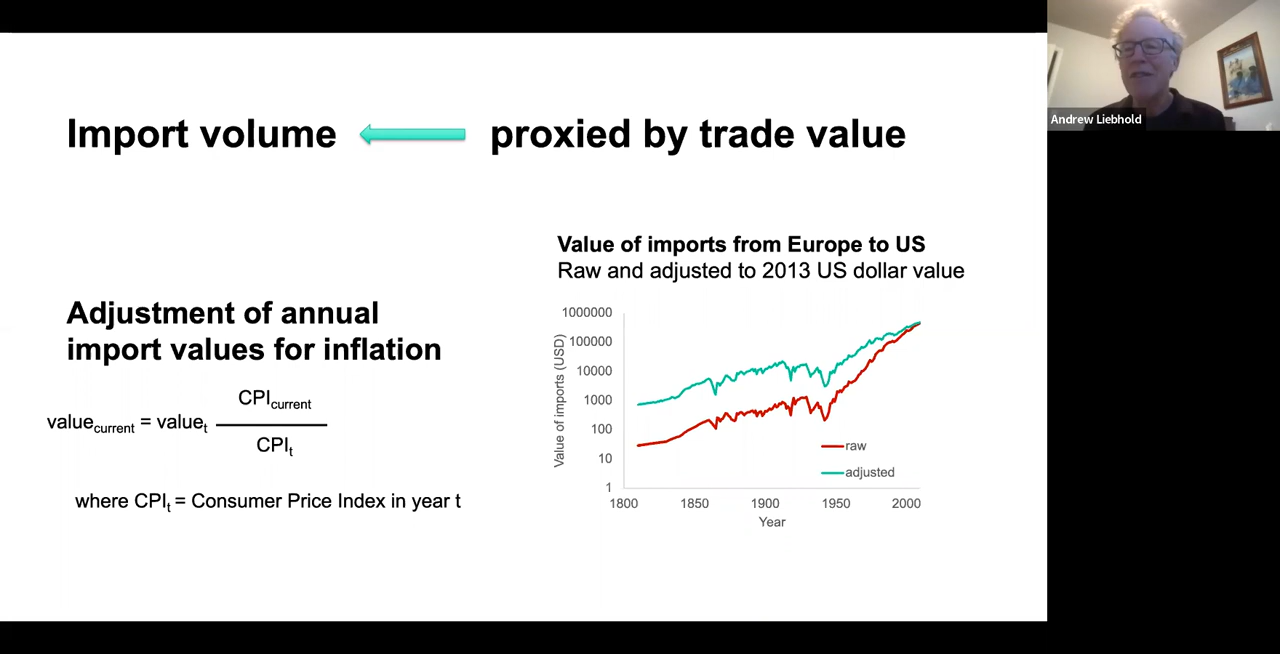 Import volume
proxied by trade value
Adjustment of annual
import values for inflation
value_current = value_t CPI_current
CPI_t
where CPI_t = Consumer Price Index in year t
Value of imports from Europe to US
Raw and adjusted to 2013 US dollar value
Value of imports (USD)
1000000
100000
10000
1000
100
10
1
1800 1850 1900 1950 2000
Year
raw
adjusted
Andrew Liebhold